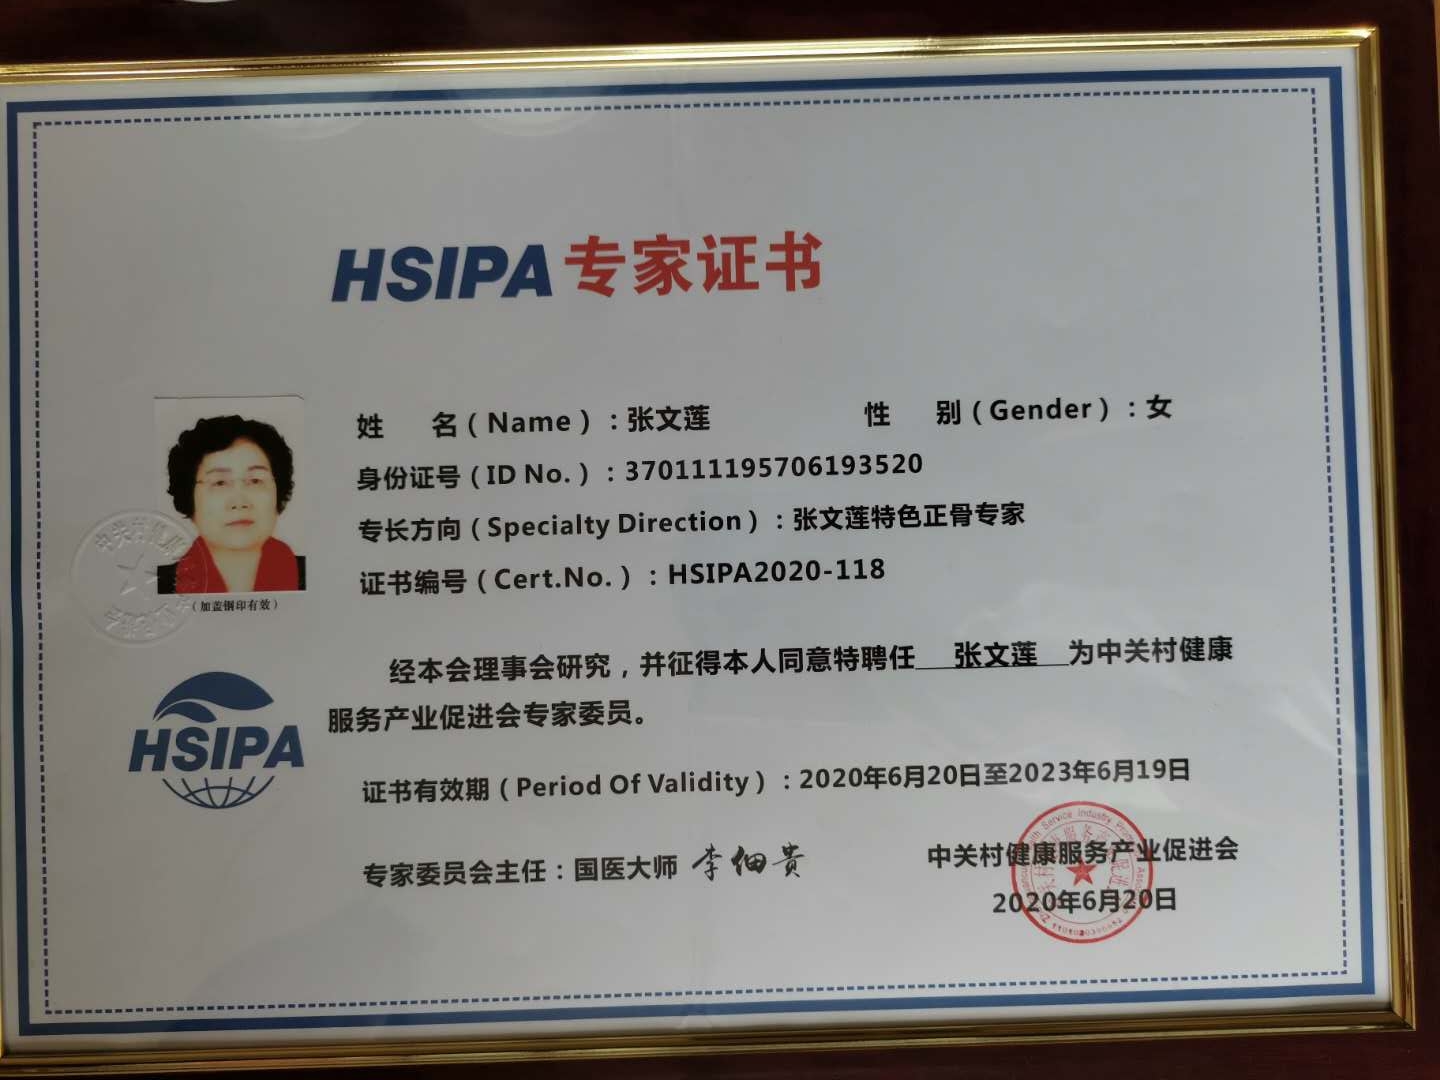 HSIPA专家证书
姓 名（Name）：张文莲 性 别（Gender）：女
身份证号（ID No.）：370111195706193520
专长方向（Specialty Direction）：张文莲特色正骨专家
证书编号（Cert.No.）：HSIPA2020-118
（加盖钢印有效）
经本会理事会研究，并征得本人同意特聘任 张文莲 为中关村健康
服务产业促进会专家委员。
HSIPA
证书有效期（Period Of Validity）：2020年6月20日至2023年6月19日
专家委员会主任：国医大师 李佃贵
中关村健康服务产业促进会
2020年6月20日